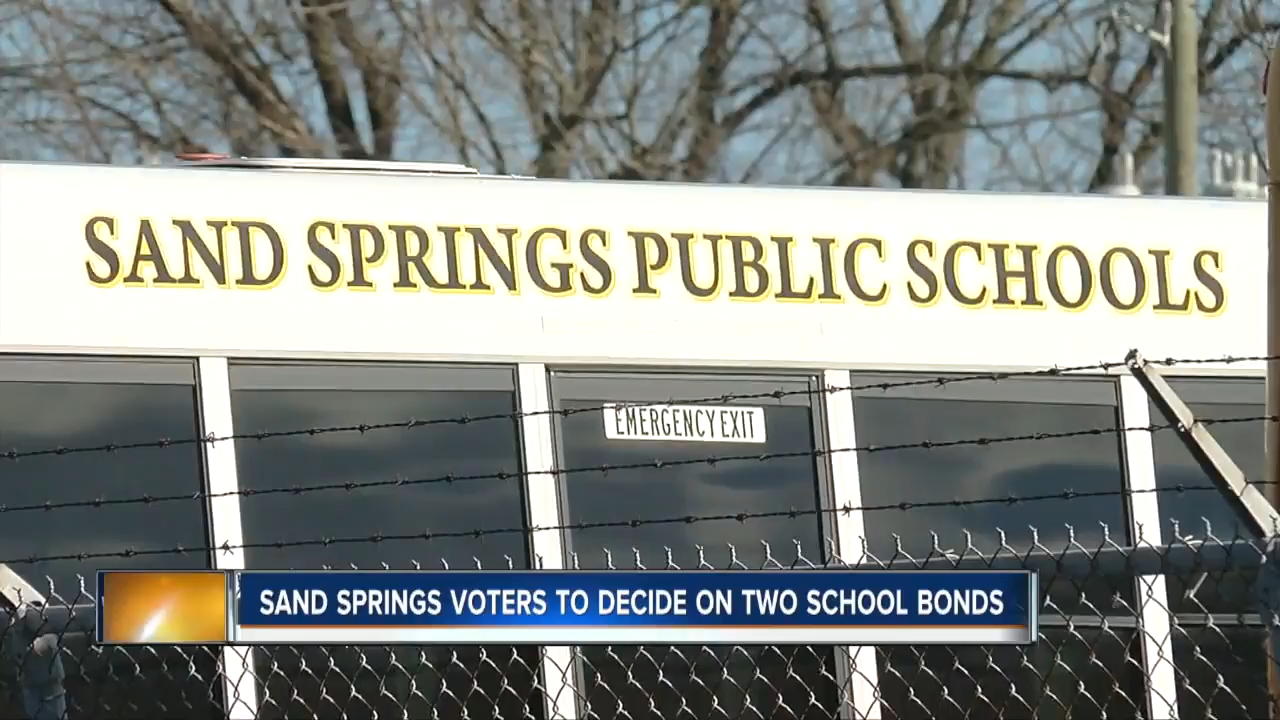 SAND SPRINGS PUBLIC SCHOOLS
EMERGENCY EXIT
SAND SPRINGS VOTERS TO DECIDE ON TWO SCHOOL BONDS